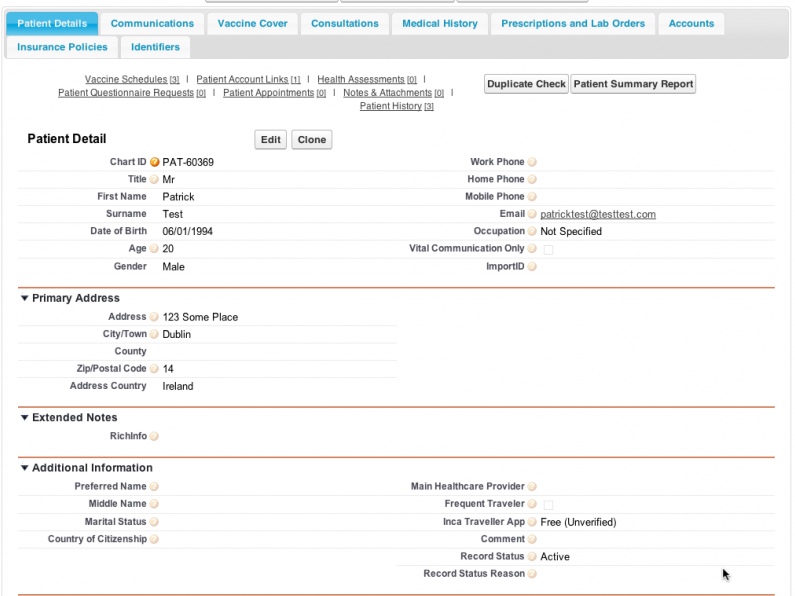 Patient Details Communications Vaccine Cover Consultations Medical History Prescriptions and Lab Orders Accounts
Insurance Policies Identifiers
Vaccine Schedules [3] | Patient Account Links [1] | Health Assessments [0] |
Patient Questionnaire Requests [0] | Patient Appointments [0] | Notes & Attachments [0] |
Patient History [3]
Duplicate Check Patient Summary Report
Patient Detail Edit Clone
Chart ID PAT-60369 Work Phone
Title Mr Home Phone
First Name Patrick Mobile Phone
Surname Test Email patricktest@testtest.com
Date of Birth 06/01/1994 Occupation Not Specified
Age 20 Vital Communication Only
Gender Male ImportID
Primary Address
Address 123 Some Place
City/Town Dublin
County
Zip/Postal Code 14
Address Country Ireland
Extended Notes
RichInfo
Additional Information
Preferred Name Main Healthcare Provider
Middle Name Frequent Traveler
Marital Status Inca Traveller App Free (Unverified)
Country of Citizenship Comment
Record Status Active
Record Status Reason